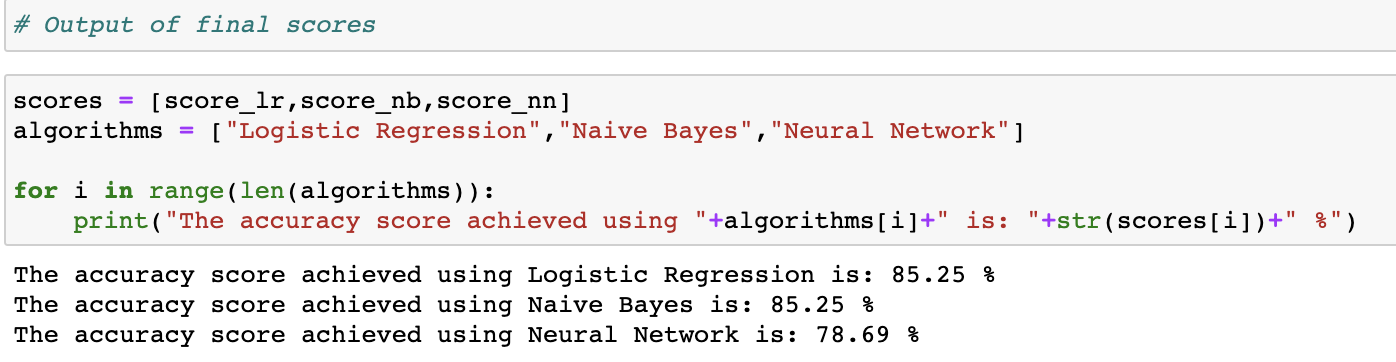 # Output of final scores
scores = [score_lr,score_nb,score_nn]
algorithms = ["Logistic Regression","Naive Bayes","Neural Network"]
for i in range(len(algorithms)):
    print("The accuracy score achieved using "+algorithms[i]+" is: "+str(scores[i])+" %")
The accuracy score achieved using Logistic Regression is: 85.25 %
The accuracy score achieved using Naive Bayes is: 85.25 %
The accuracy score achieved using Neural Network is: 78.69 %